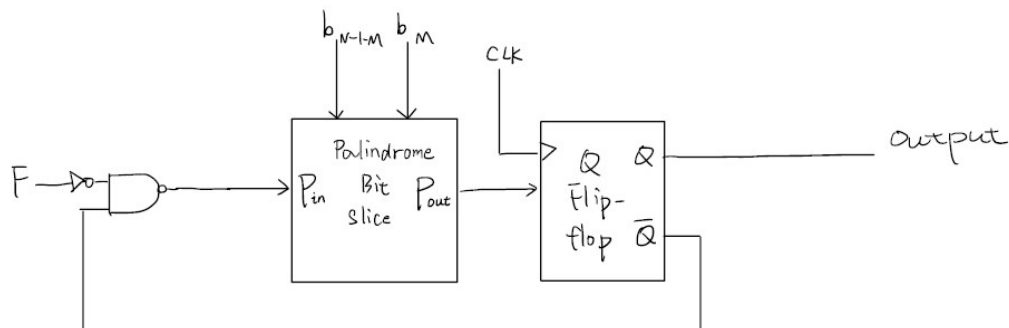 b_{N-1-M} b_M
CLK
Output
F
P_in
Palindrome
Bit
Slice
P_out
Q
Flip-
flop
Q
Q̅